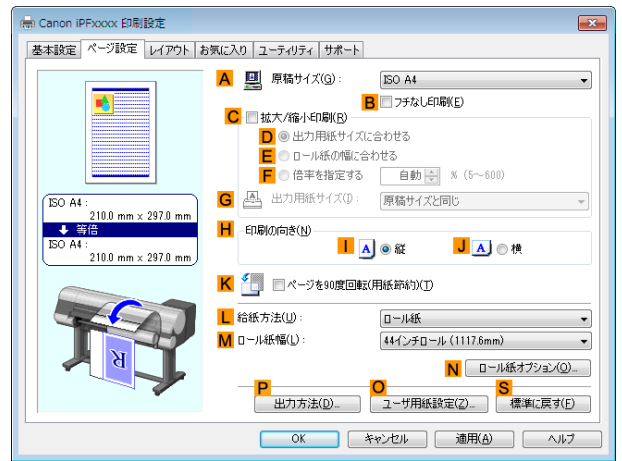 Canon iPFxxxx 印刷設定
基本設定 ページ設定 レイアウト お気に入り ユーティリティ サポート
A 原稿サイズ(G): ISO A4
B フチなし印刷(E)
C 拡大/縮小印刷(R)
D 出力用紙サイズに合わせる
E ロール紙の幅に合わせる
F 倍率を指定する 自動 % (5～600)
G 出力用紙サイズ(I): 原稿サイズと同じ
ISO A4 :
210.0 mm × 297.0 mm
等倍
ISO A4 :
210.0 mm × 297.0 mm
H 印刷の向き(N)
I A 縦 J A 横
K ページを90度回転(用紙節約)(T)
L 給紙方法(U): ロール紙
M ロール紙幅(L): 44インチロール (1117.6mm)
N ロール紙オプション(O)...
P O S
出力方法(D)... ユーザ用紙設定(Z)... 標準に戻す(F)
R
OK キャンセル 適用(A) ヘルプ